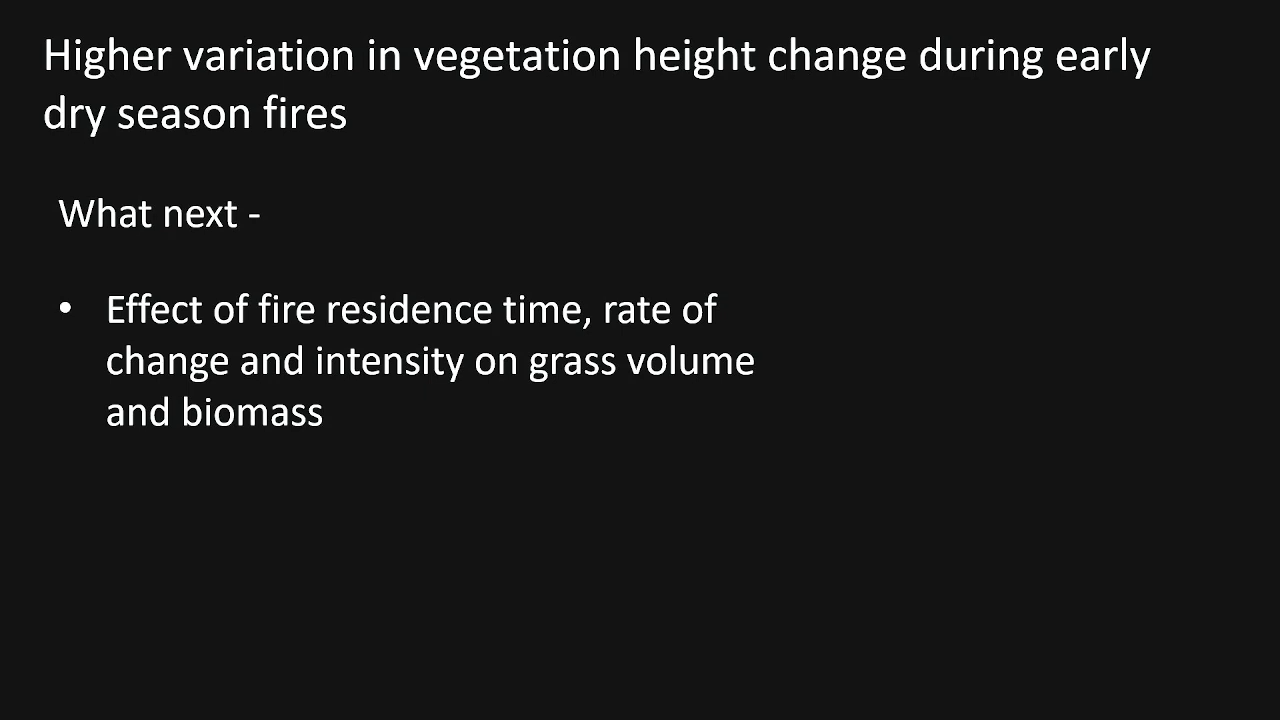 Higher variation in vegetation height change during early
dry season fires
What next -
• Effect of fire residence time, rate of
change and intensity on grass volume
and biomass